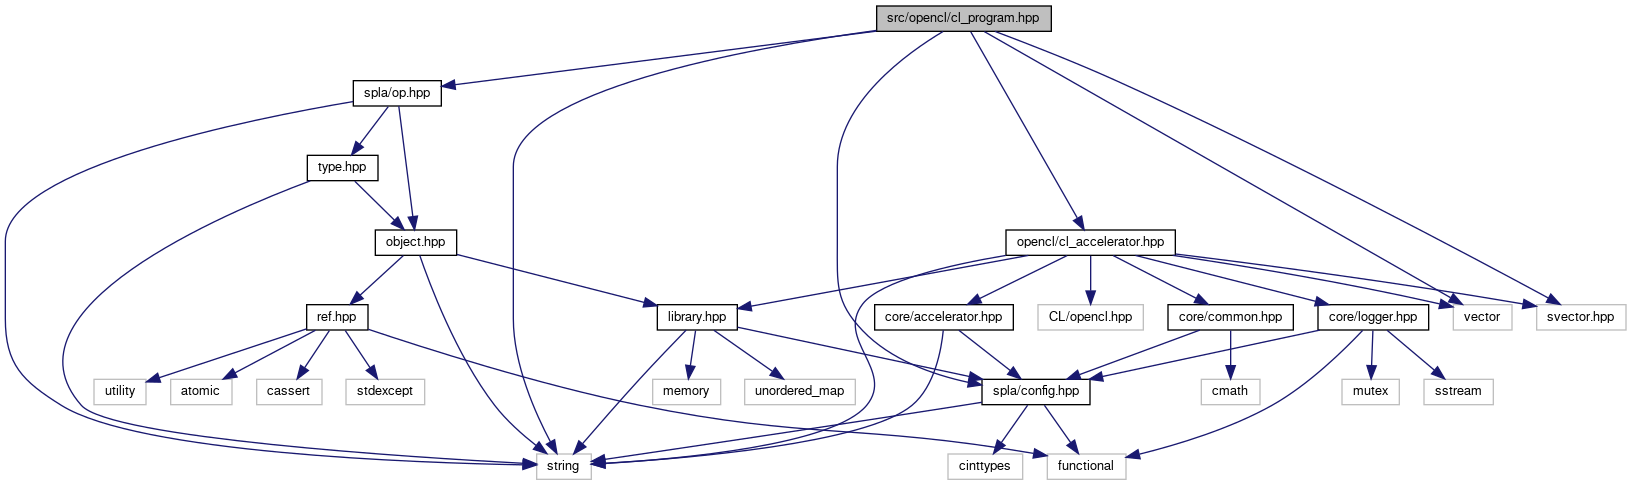 src/opencl/cl_program.hpp
spla/op.hpp
type.hpp
object.hpp
opencl/cl_accelerator.hpp
ref.hpp
library.hpp
core/accelerator.hpp
CL/opencl.hpp
core/common.hpp
core/logger.hpp
vector
svector.hpp
utility
atomic
cassert
stdexcept
memory
unordered_map
spla/config.hpp
cmath
mutex
sstream
string
cinttypes
functional